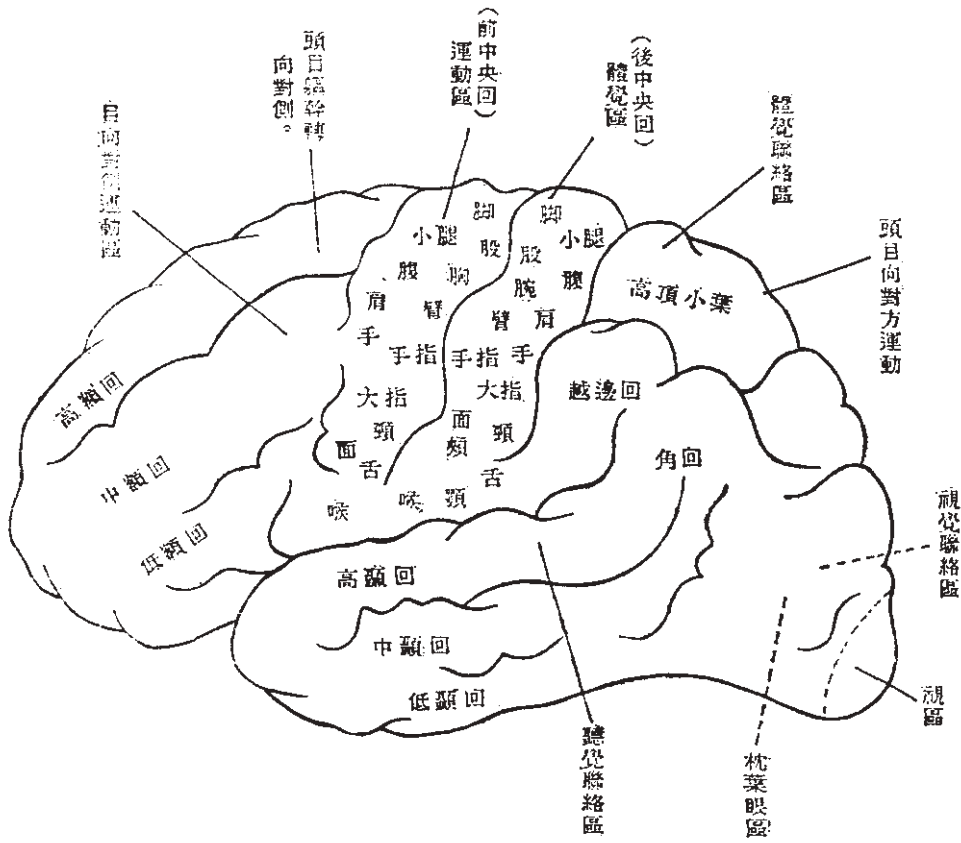 (前中央回)
運動區
(後中央回)
體覺區
頭目軀幹轉
向對側。
目向對側運動區
體覺聯絡區
頭目向對方運動
脚
小腿
股
腹
胸
肩
臂
手
手指
大指
頸
面
舌
喉
脚
小腿
股
腹
腕
臂
肩
手指
手
大指
面
頰
頸
舌
喉
顎
高頂小葉
越邊回
角回
高額回
中額回
低額回
高顳回
中顳回
低顳回
視覺聯絡區
視區
枕葉眼區
聽覺聯絡區